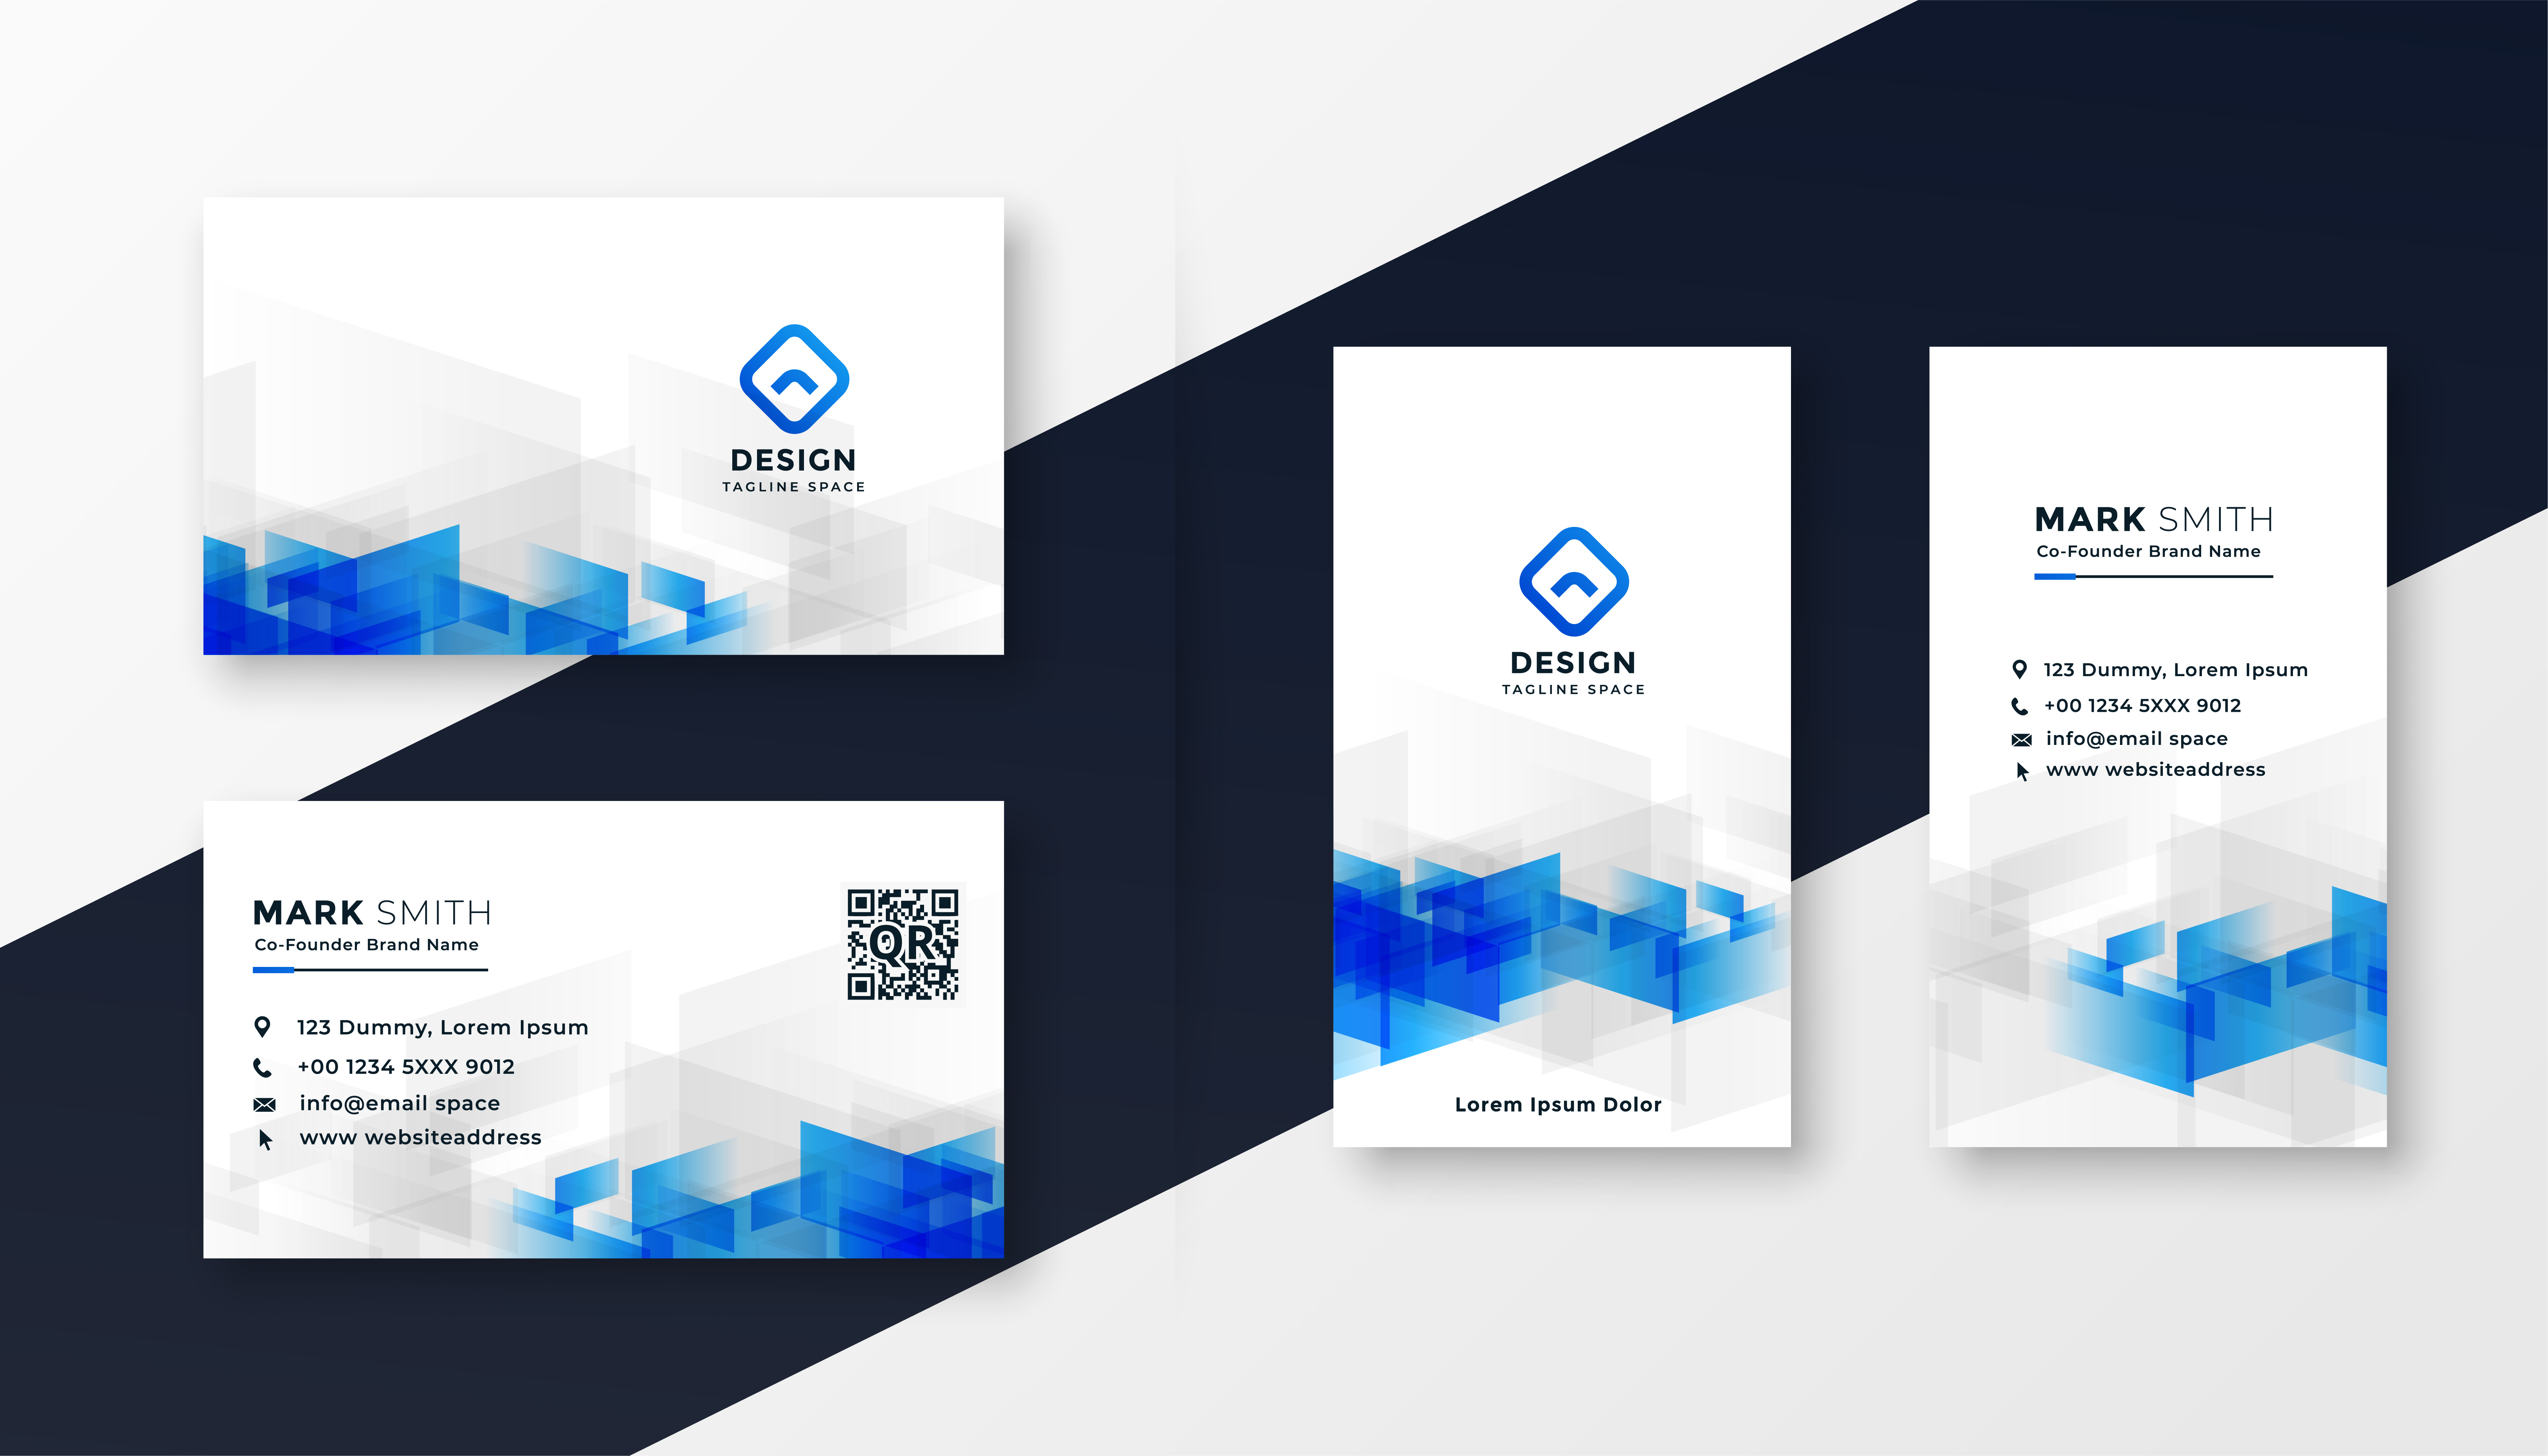 DESIGN
TAGLINE SPACE
MARK SMITH
Co-Founder Brand Name
123 Dummy, Lorem Ipsum
+00 1234 5XXX 9012
info@email space
www websiteaddress
QR
DESIGN
TAGLINE SPACE
Lorem Ipsum Dolor
MARK SMITH
Co-Founder Brand Name
123 Dummy, Lorem Ipsum
+00 1234 5XXX 9012
info@email space
www websiteaddress